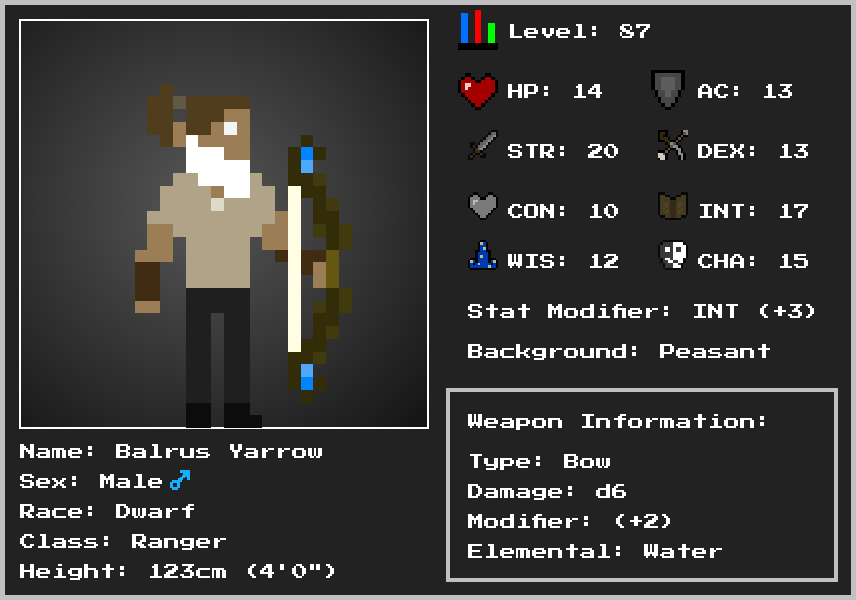 Level: 87
HP: 14 AC: 13
STR: 20 DEX: 13
CON: 10 INT: 17
WIS: 12 CHA: 15
Stat Modifier: INT (+3)
Background: Peasant
Weapon Information:
Type: Bow
Damage: d6
Modifier: (+2)
Elemental: Water
Name: Balrus Yarrow
Sex: Male♂
Race: Dwarf
Class: Ranger
Height: 123cm (4'0")